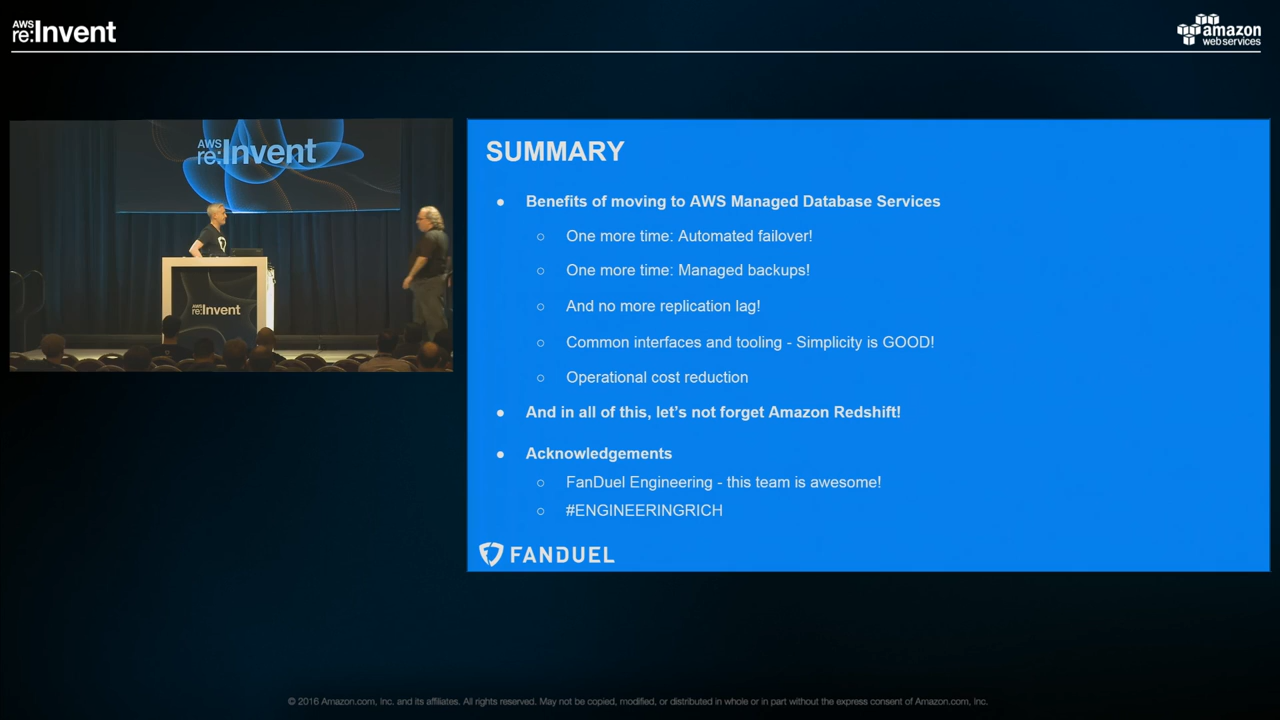 AWS
re:Invent
amazon
web services
AWS
re:Invent
AWS
re:Invent
SUMMARY
● Benefits of moving to AWS Managed Database Services
○ One more time: Automated failover!
○ One more time: Managed backups!
○ And no more replication lag!
○ Common interfaces and tooling - Simplicity is GOOD!
○ Operational cost reduction
● And in all of this, let's not forget Amazon Redshift!
● Acknowledgements
○ FanDuel Engineering - this team is awesome!
○ #ENGINEERINGRICH
FANDUEL
© 2016 Amazon.com, Inc. and its affiliates. All rights reserved. May not be copied, modified, or distributed in whole or in part without the express consent of Amazon.com, Inc.